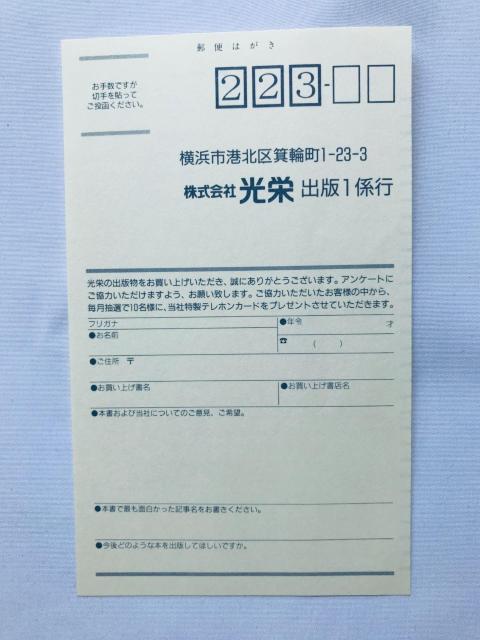 郵便はがき
お手数ですが
切手を貼って
ご投函ください。
223-
横浜市港北区箕輪町1-23-3
株式会社 光栄 出版1係行
光栄の出版物をお買い上げいただき、誠にありがとうございます。アンケートに
ご協力いただけますよう、お願い致します。ご協力いただいたお客様の中から、
毎月抽選で10名様に、当社特製テレホンカードをプレゼントさせていただきます。
フリガナ
●お名前
●年令 才
☎ ( )
●ご住所 〒
●お買い上げ書名
●お買い上げ書店名
●本書および当社についてのご意見、ご希望。
●本書で最も面白かった記事名をお書きください。
●今後どのような本を出版してほしいですか。